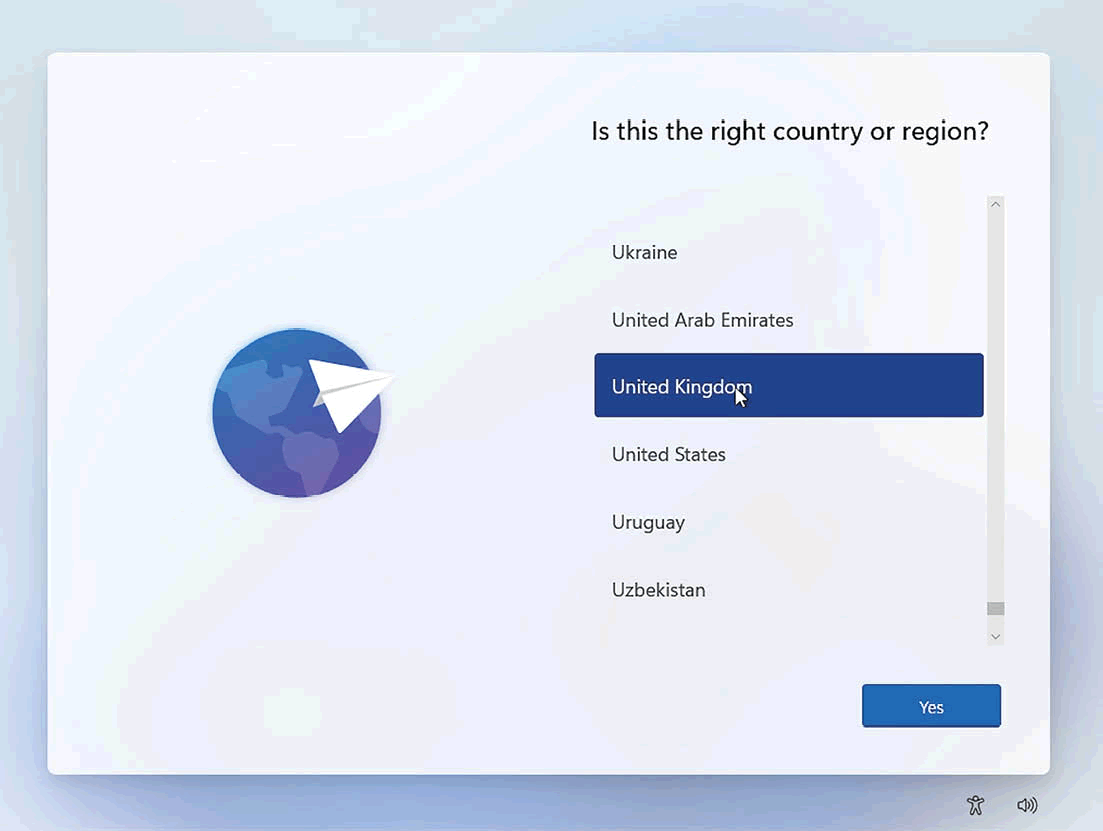 Is this the right country or region?
Ukraine
United Arab Emirates
United Kingdom
United States
Uruguay
Uzbekistan
Yes